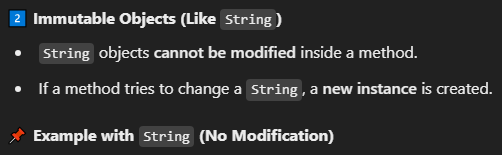 2 Immutable Objects (Like String)
• String objects cannot be modified inside a method.
• If a method tries to change a String, a new instance is created.
📌 Example with String (No Modification)